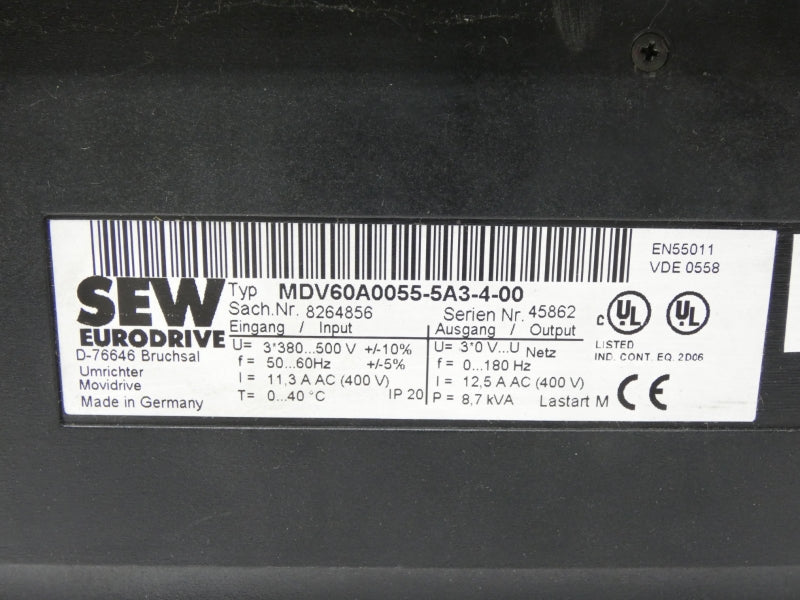 EN55011
VDE 0558
SEW
EURODRIVE
D-76646 Bruchsal
Umrichter
Movidrive
Made in Germany
Typ MDV60A0055-5A3-4-00
Sach.Nr. 8264856 Serien Nr. 45862
Eingang / Input Ausgang / Output
U= 3*380...500 V +/-10% U= 3*0 V...U Netz
f = 50...60Hz +/-5% f = 0...180 Hz
I = 11,3 A AC (400 V) I = 12,5 A AC (400 V)
T= 0...40 °C IP 20 P = 8,7 kVA Lastart M
c UL UL
LISTED
IND. CONT. EQ. 2D06
CE